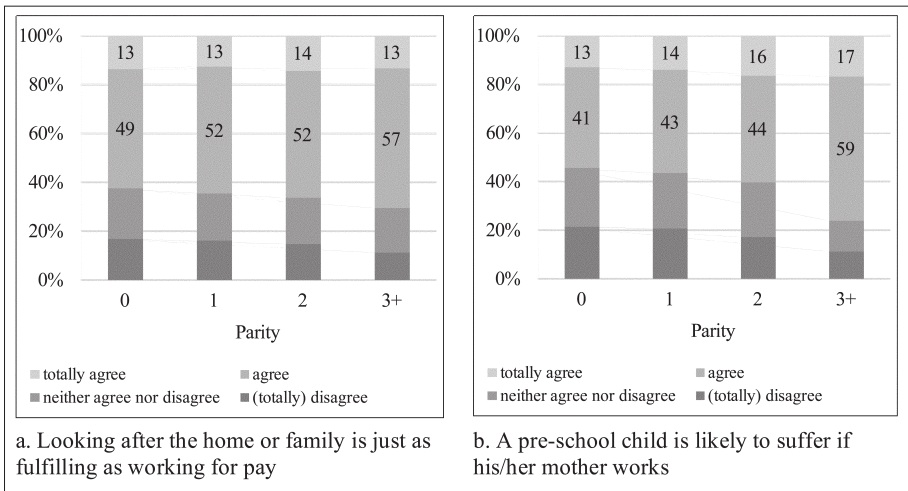 100%
80%
60%
40%
20%
0%
13 13 14 13
49 52 52 57
0 1 2 3+
Parity
totally agree agree
neither agree nor disagree (totally) disagree
a. Looking after the home or family is just as
fulfilling as working for pay
100%
80%
60%
40%
20%
0%
13 14 16 17
41 43 44 59
0 1 2 3+
Parity
totally agree agree
neither agree nor disagree (totally) disagree
b. A pre-school child is likely to suffer if
his/her mother works